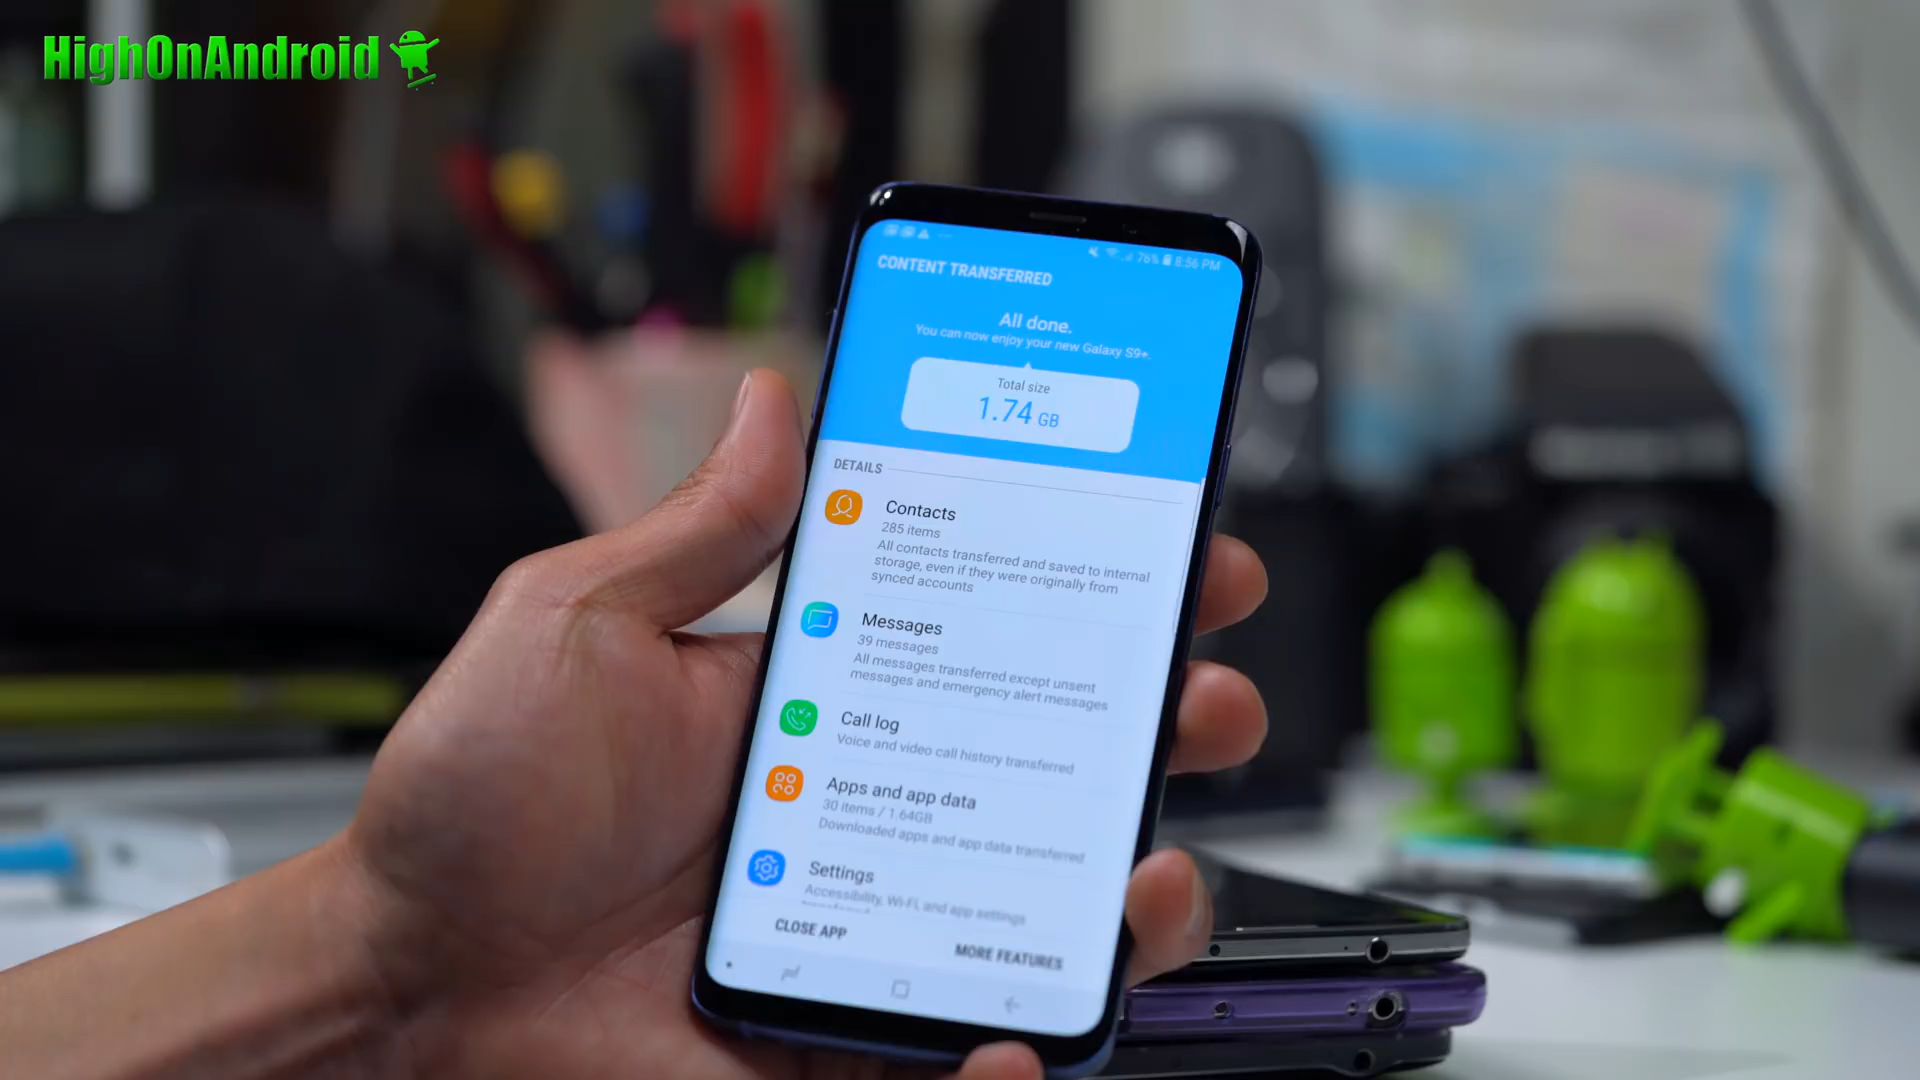 HighOnAndroid
76% 8:56 PM
CONTENT TRANSFERRED
All done.
You can now enjoy your new Galaxy S9+.
Total size
1.74 GB
DETAILS
Contacts
285 items
All contacts transferred and saved to internal
storage, even if they were originally from
synced accounts
Messages
39 messages
All messages transferred except unsent
messages and emergency alert messages
Call log
Voice and video call history transferred
Apps and app data
30 items / 1.64GB
Downloaded apps and app data transferred
Settings
Accessibility, Wi-Fi, and app settings
CLOSE APP
MORE FEATURES